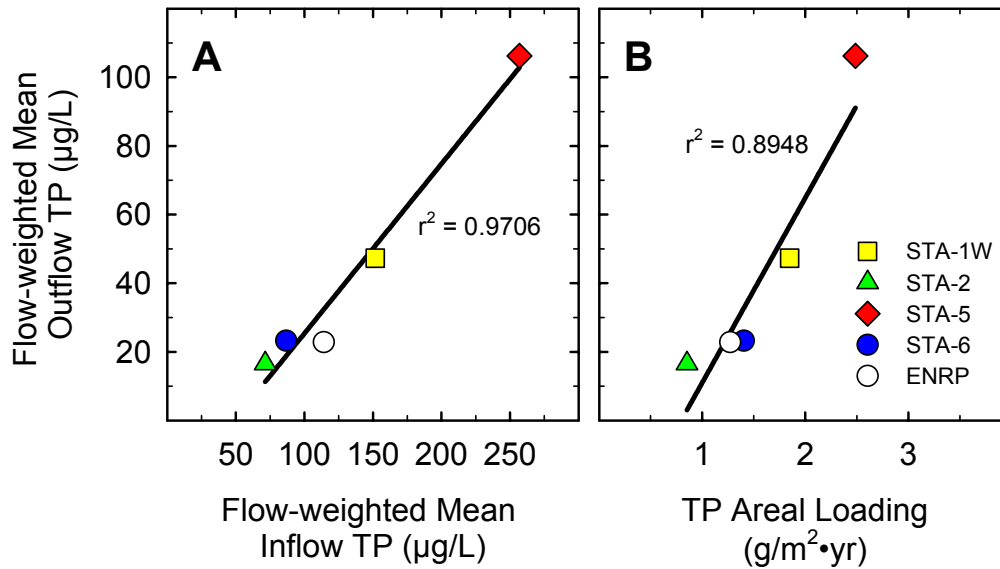 Flow-weighted Mean
Outflow TP (µg/L)
100
80
60
40
20
A
r² = 0.9706
50 100 150 200 250
Flow-weighted Mean
Inflow TP (µg/L)
B
r² = 0.8948
STA-1W
STA-2
STA-5
STA-6
ENRP
1 2 3
TP Areal Loading
(g/m²•yr)